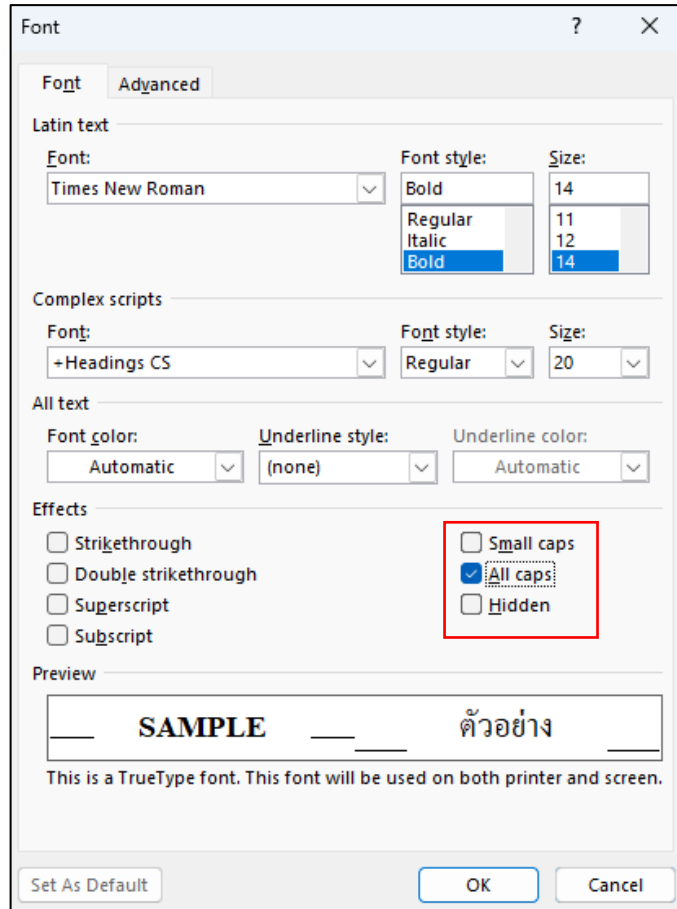 Font ? ×
Font Advanced
Latin text
Font: Font style: Size:
Times New Roman Bold 14
Regular 11
Italic 12
Bold 14
Complex scripts
Font: Font style: Size:
+Headings CS Regular 20
All text
Font color: Underline style: Underline color:
Automatic (none) Automatic
Effects
Strikethrough Small caps
Double strikethrough All caps
Superscript Hidden
Subscript
Preview
SAMPLE ตัวอย่าง
This is a TrueType font. This font will be used on both printer and screen.
Set As Default OK Cancel